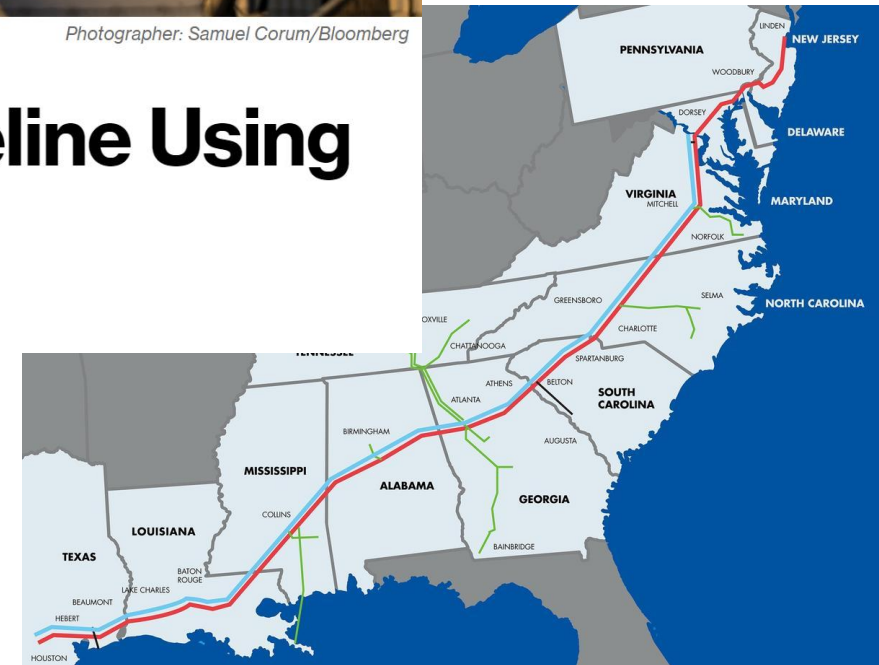 Photographer: Samuel Corum/Bloomberg
eline Using
LINDEN
NEW JERSEY
PENNSYLVANIA
WOODBURY
DORSEY
DELAWARE
VIRGINIA
MITCHELL
MARYLAND
NORFOLK
GREENSBORO
SELMA
NORTH CAROLINA
OXVILLE
CHARLOTTE
CHATTANOOGA
TENNESSEE
SPARTANBURG
ATHENS
BELTON
SOUTH
CAROLINA
ATLANTA
BIRMINGHAM
AUGUSTA
MISSISSIPPI
ALABAMA
GEORGIA
COLLINS
LOUISIANA
BAINBRIDGE
TEXAS
BATON
ROUGE
LAKE CHARLES
BEAUMONT
HEBERT
HOUSTON